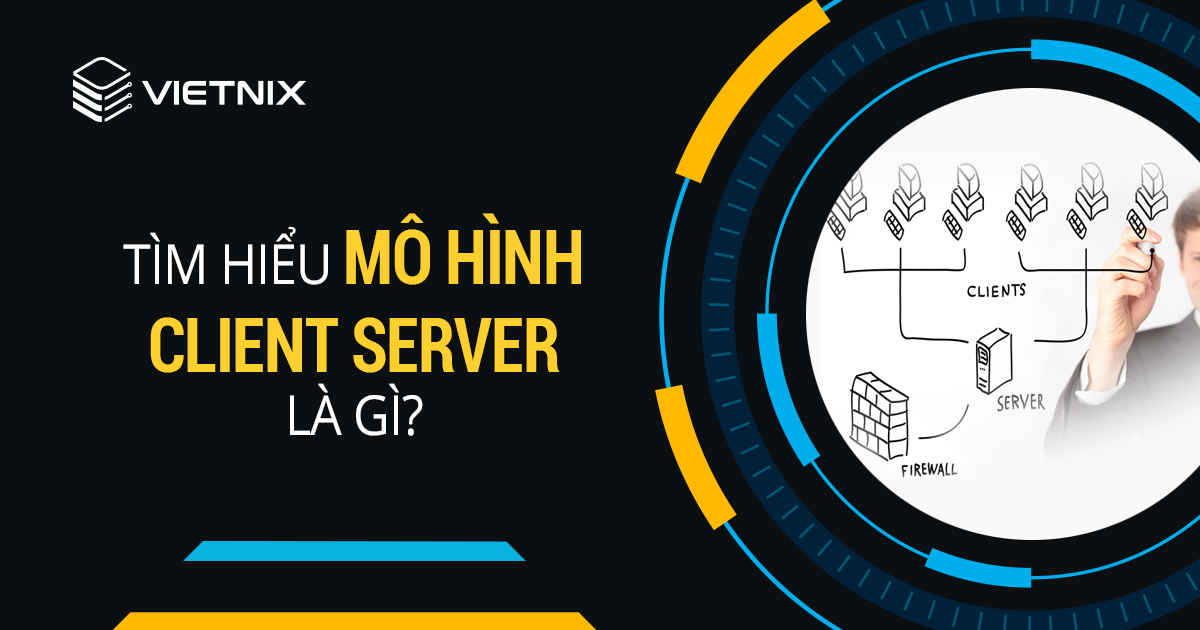 VIETNIX
TÌM HIỂU MÔ HÌNH
CLIENT SERVER
LÀ GÌ?
CLIENTS
SERVER
FIREWALL